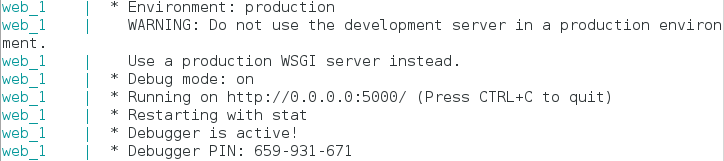 web_1    |  * Environment: production
web_1    |    WARNING: Do not use the development server in a production environ
ment.
web_1    |    Use a production WSGI server instead.
web_1    |  * Debug mode: on
web_1    |  * Running on http://0.0.0.0:5000/ (Press CTRL+C to quit)
web_1    |  * Restarting with stat
web_1    |  * Debugger is active!
web_1    |  * Debugger PIN: 659-931-671